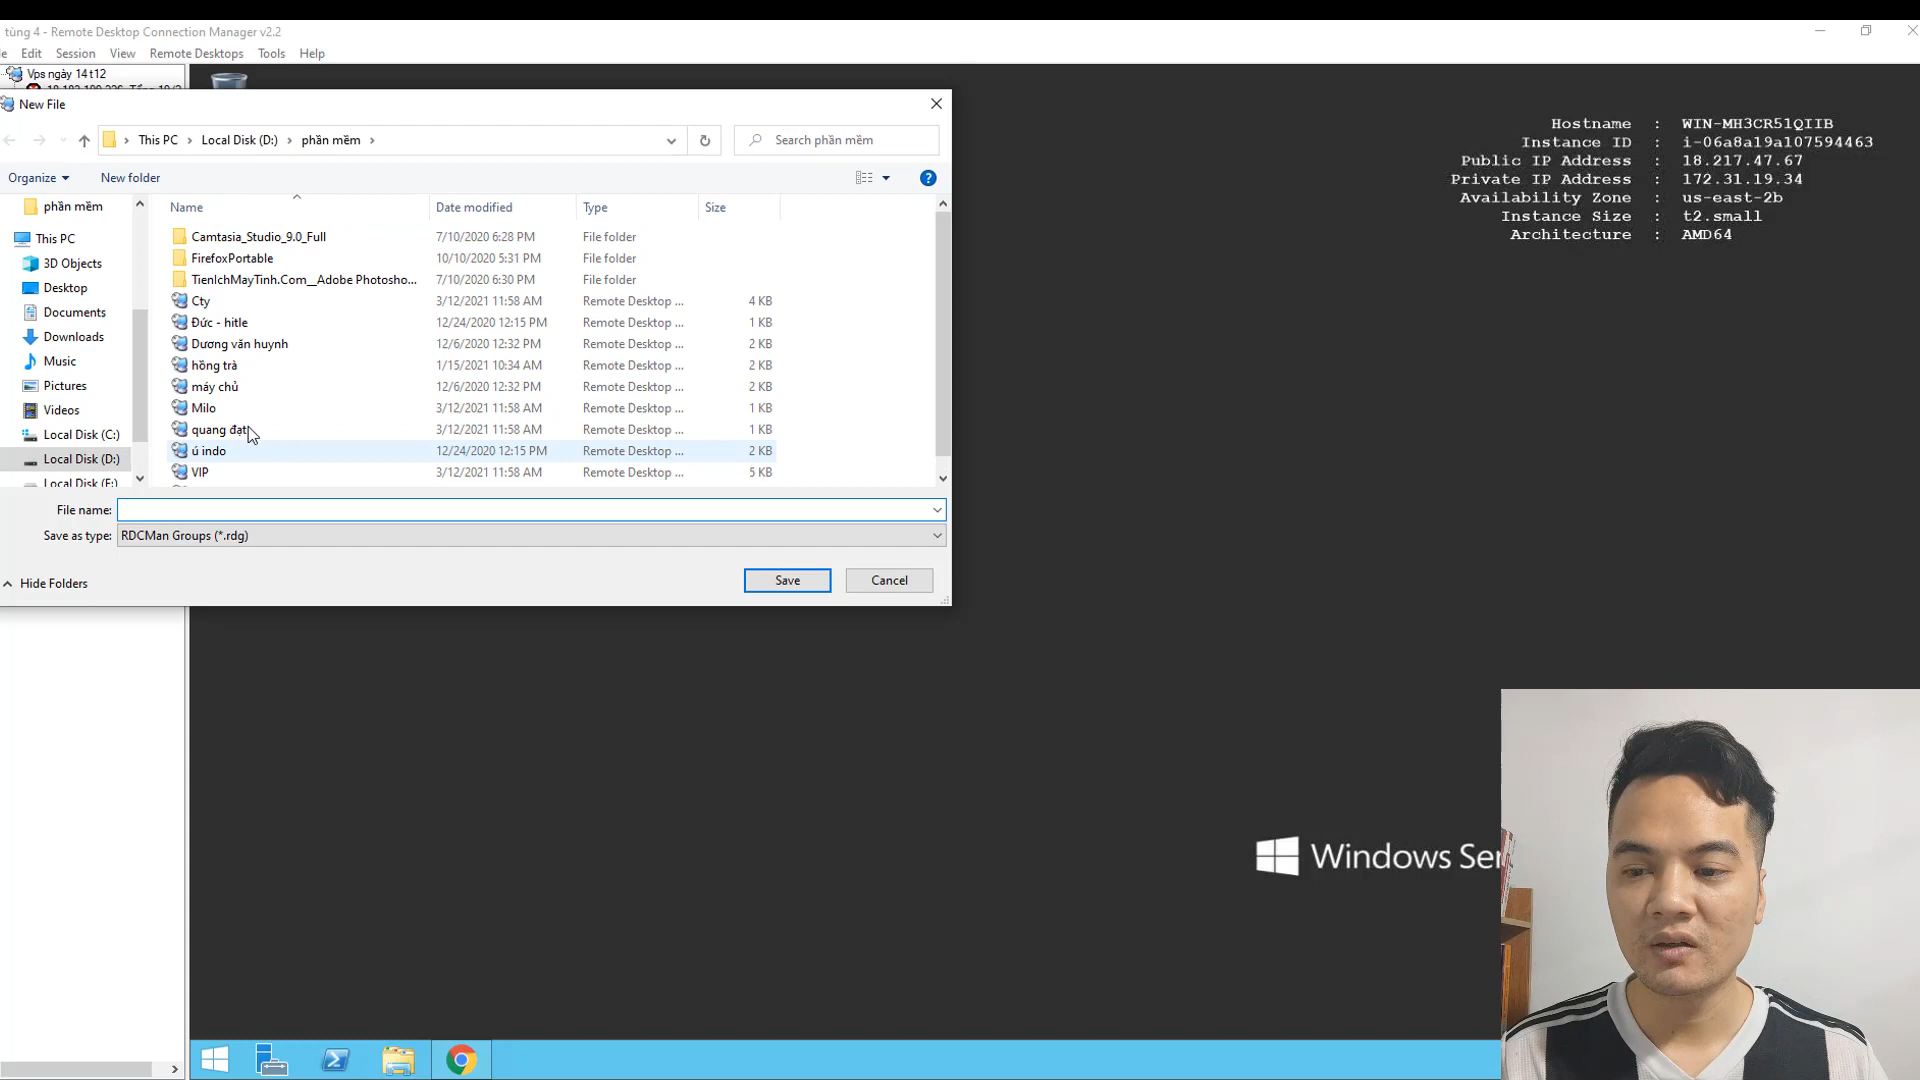 tùng 4 - Remote Desktop Connection Manager v2.2
Edit Session View Remote Desktops Tools Help
Vps ngày 14t12
New File
This PC Local Disk (D:) phần mềm
Search phần mềm
Organize New folder
Name Date modified Type Size
Camtasia_Studio_9.0_Full 7/10/2020 6:28 PM File folder
FirefoxPortable 10/10/2020 5:31 PM File folder
TienIchMayTinh.Com__Adobe Photosho... 7/10/2020 6:30 PM File folder
Cty 3/12/2021 11:58 AM Remote Desktop ... 4 KB
Đức - hitle 12/24/2020 12:15 PM Remote Desktop ... 1 KB
Dương văn huynh 12/6/2020 12:32 PM Remote Desktop ... 2 KB
hồng trà 1/15/2021 10:34 AM Remote Desktop ... 2 KB
máy chủ 12/6/2020 12:32 PM Remote Desktop ... 2 KB
Milo 3/12/2021 11:58 AM Remote Desktop ... 1 KB
quang đạt 3/12/2021 11:58 AM Remote Desktop ... 1 KB
ú indo 12/24/2020 12:15 PM Remote Desktop ... 2 KB
VIP 3/12/2021 11:58 AM Remote Desktop ... 5 KB
phần mềm
This PC
3D Objects
Desktop
Documents
Downloads
Music
Pictures
Videos
Local Disk (C:)
Local Disk (D:)
Local Disk (E:)
File name:
Save as type: RDCMan Groups (*.rdg)
Hide Folders
Save Cancel
Hostname : WIN-MH3CR51QIIB
Instance ID : i-06a8a19a107594463
Public IP Address : 18.217.47.67
Private IP Address : 172.31.19.34
Availability Zone : us-east-2b
Instance Size : t2.small
Architecture : AMD64
Windows Ser